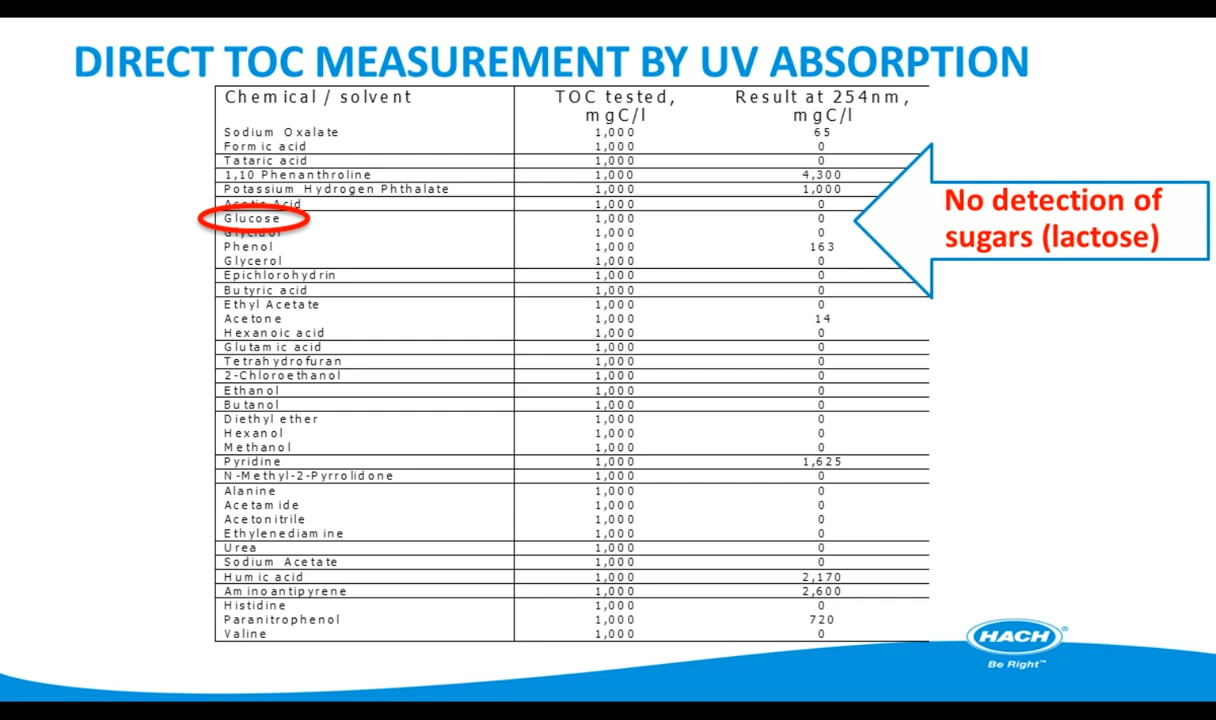 DIRECT TOC MEASUREMENT BY UV ABSORPTION
Chemical / solvent TOC tested, mgC/l Result at 254nm, mgC/l
Sodium Oxalate 1,000 65
Formic acid 1,000 0
Tataric acid 1,000 0
1,10 Phenanthroline 1,000 4,300
Potassium Hydrogen Phthalate 1,000 1,000
Acetic Acid 1,000 0
Glucose 1,000 0
Glycidol 1,000 0
Phenol 1,000 163
Glycerol 1,000 0
Epichlorohydrin 1,000 0
Butyric acid 1,000 0
Ethyl Acetate 1,000 0
Acetone 1,000 14
Hexanoic acid 1,000 0
Glutamic acid 1,000 0
Tetrahydrofuran 1,000 0
2-Chloroethanol 1,000 0
Ethanol 1,000 0
Butanol 1,000 0
Diethyl ether 1,000 0
Hexanol 1,000 0
Methanol 1,000 0
Pyridine 1,000 1,625
N-Methyl-2-Pyrrolidone 1,000 0
Alanine 1,000 0
Acetamide 1,000 0
Acetonitrile 1,000 0
Ethylenediamine 1,000 0
Urea 1,000 0
Sodium Acetate 1,000 0
Humic acid 1,000 2,170
Aminoantipyrene 1,000 2,600
Histidine 1,000 0
Paranitrophenol 1,000 720
Valine 1,000 0
No detection of
sugars (lactose)
HACH®
Be Right™